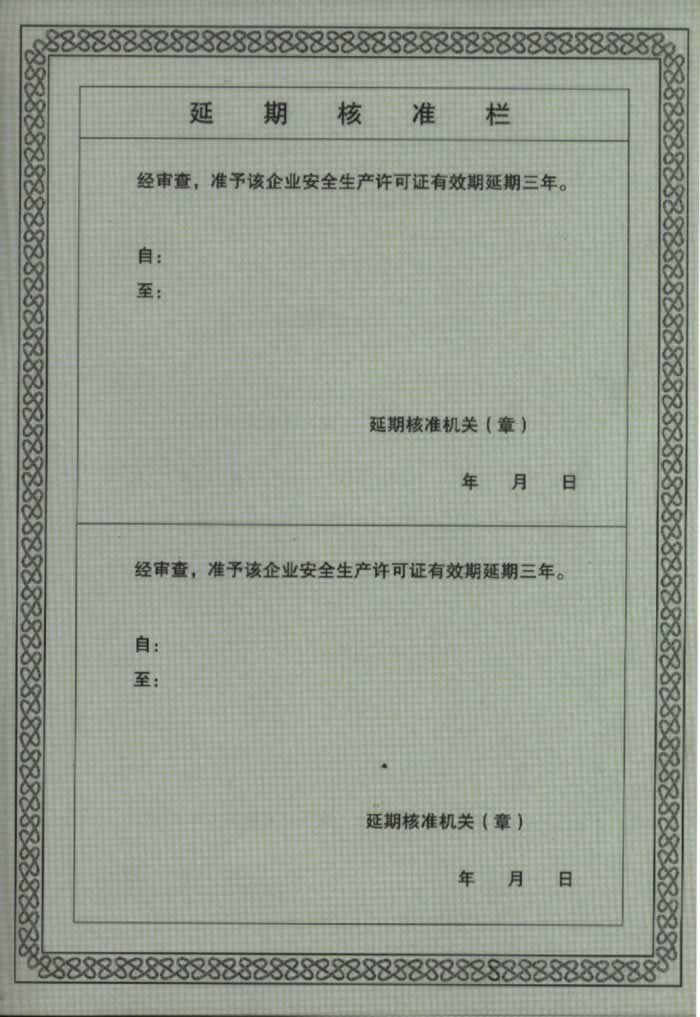 延期核准栏
经审查，准予该企业安全生产许可证有效期延期三年。
自：
至：
延期核准机关（章）
年 月 日
经审查，准予该企业安全生产许可证有效期延期三年。
自：
至：
延期核准机关（章）
年 月 日